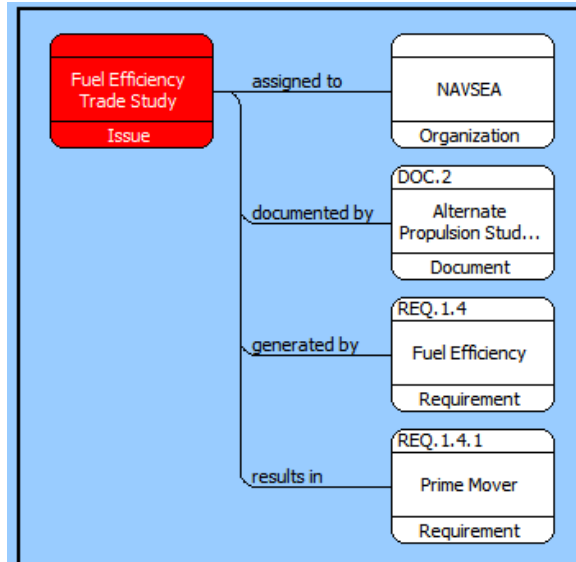 Fuel Efficiency
Trade Study
Issue
assigned to
NAVSEA
Organization
documented by
DOC.2
Alternate
Propulsion Stud...
Document
generated by
REQ.1.4
Fuel Efficiency
Requirement
results in
REQ.1.4.1
Prime Mover
Requirement